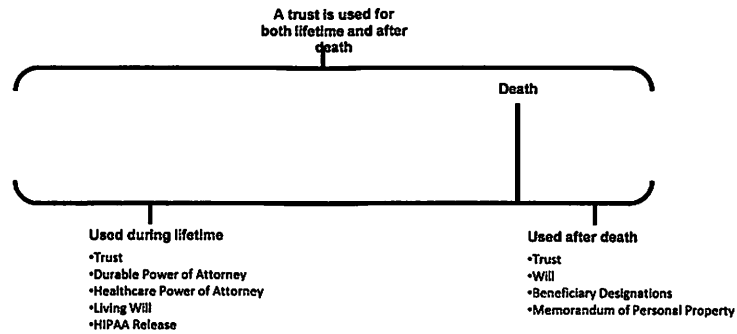 A trust is used for
both lifetime and after
death
Death
Used during lifetime
•Trust
•Durable Power of Attorney
•Healthcare Power of Attorney
•Living Will
•HIPAA Release
Used after death
•Trust
•Will
•Beneficiary Designations
•Memorandum of Personal Property